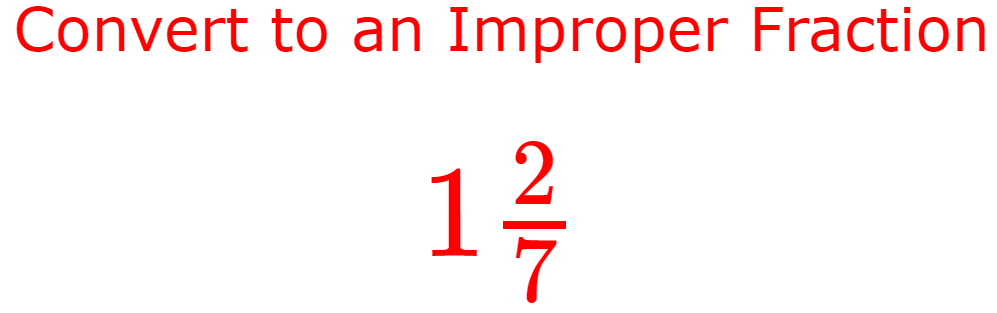 Convert to an Improper Fraction
1 2/7